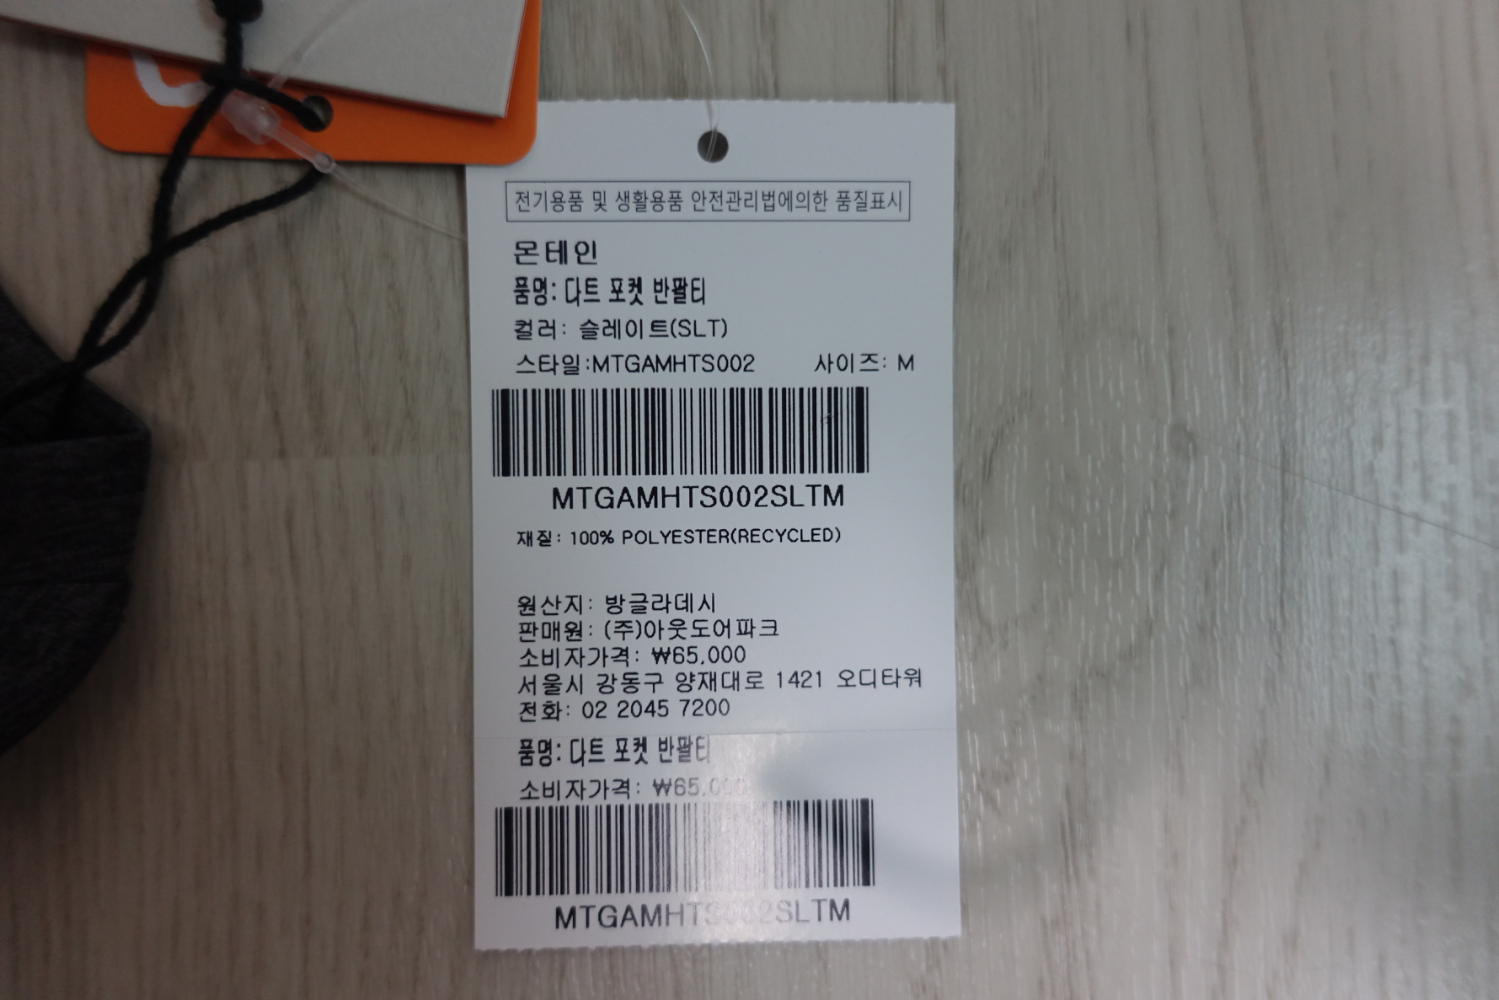 전기용품 및 생활용품 안전관리법에의한 품질표시
몬테인
품명: 다트 포켓 반팔티
컬러: 슬레이트(SLT)
스타일:MTGAMHTS002 사이즈: M
MTGAMHTS002SLTM
재질: 100% POLYESTER(RECYCLED)
원산지: 방글라데시
판매원: (주)아웃도어파크
소비자가격: ₩65,000
서울시 강동구 양재대로 1421 오디타워
전화: 02 2045 7200
품명: 다트 포켓 반팔티
소비자가격: ₩65,000
MTGAMHTS002SLTM